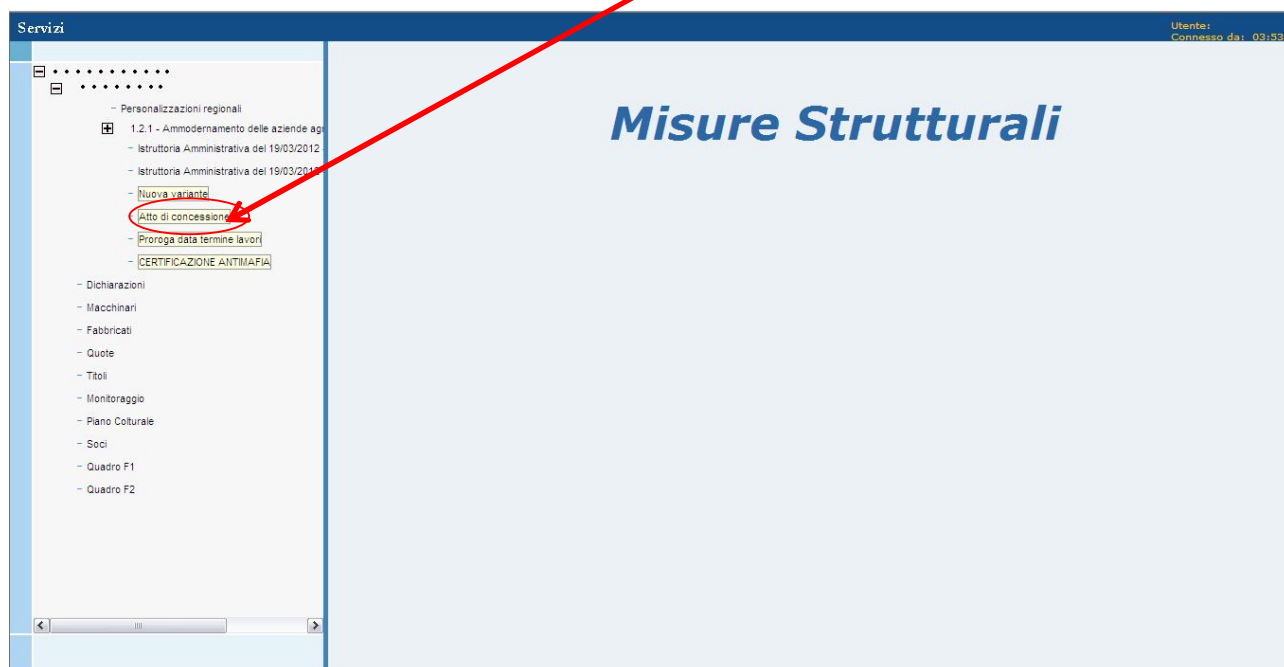 Servizi
Utente:
Connesso da: 03:53
Personalizzazioni regionali
1.2.1 - Ammodernamento delle aziende agr
Istruttoria Amministrativa del 19/03/2012
Istruttoria Amministrativa del 19/03/2012
Nuova variante
Atto di concessione
Proroga data termine lavori
CERTIFICAZIONE ANTIMAFIA
Dichiarazioni
Macchinari
Fabbricati
Quote
Titoli
Monitoraggio
Piano Colturale
Soci
Quadro F1
Quadro F2
Misure Strutturali